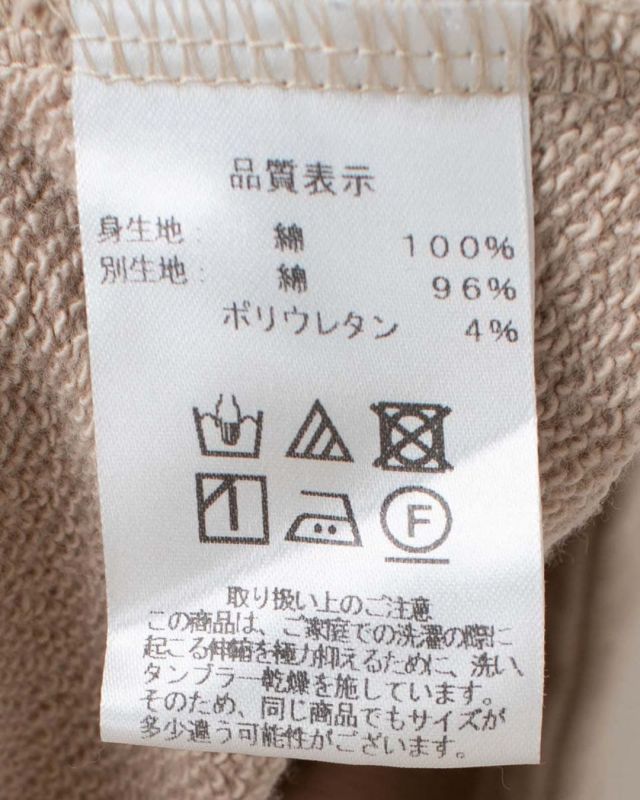 品質表示
身生地: 綿 100%
別生地: 綿 96%
ポリウレタン 4%
F
取り扱い上のご注意
この商品は、ご家庭での洗濯の際に
起こる伸縮を極力抑えるために、洗い、
タンブラー乾燥を施しています。
そのため、同じ商品でもサイズが
多少違う可能性がございます。